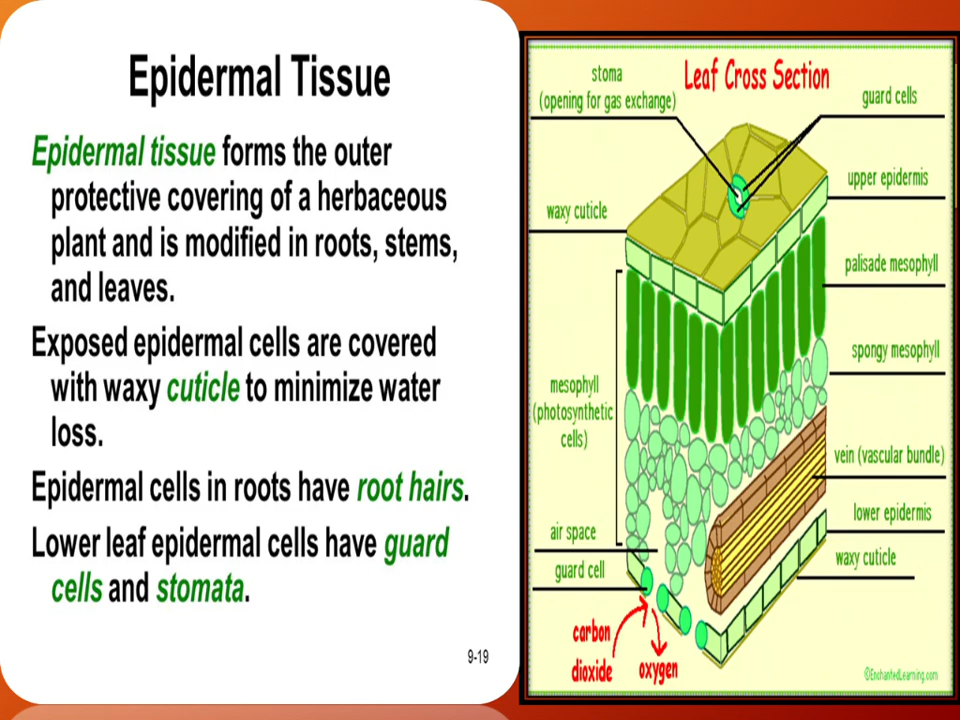 Epidermal Tissue
Epidermal tissue forms the outer
protective covering of a herbaceous
plant and is modified in roots, stems,
and leaves.
Exposed epidermal cells are covered
with waxy cuticle to minimize water
loss.
Epidermal cells in roots have root hairs.
Lower leaf epidermal cells have guard
cells and stomata.
9-19
Leaf Cross Section
stoma
(opening for gas exchange)
guard cells
upper epidermis
waxy cuticle
palisade mesophyll
spongy mesophyll
mesophyll
(photosynthetic
cells)
vein (vascular bundle)
lower epidermis
air space
waxy cuticle
guard cell
carbon
dioxide
oxygen
©EnchantedLearning.com